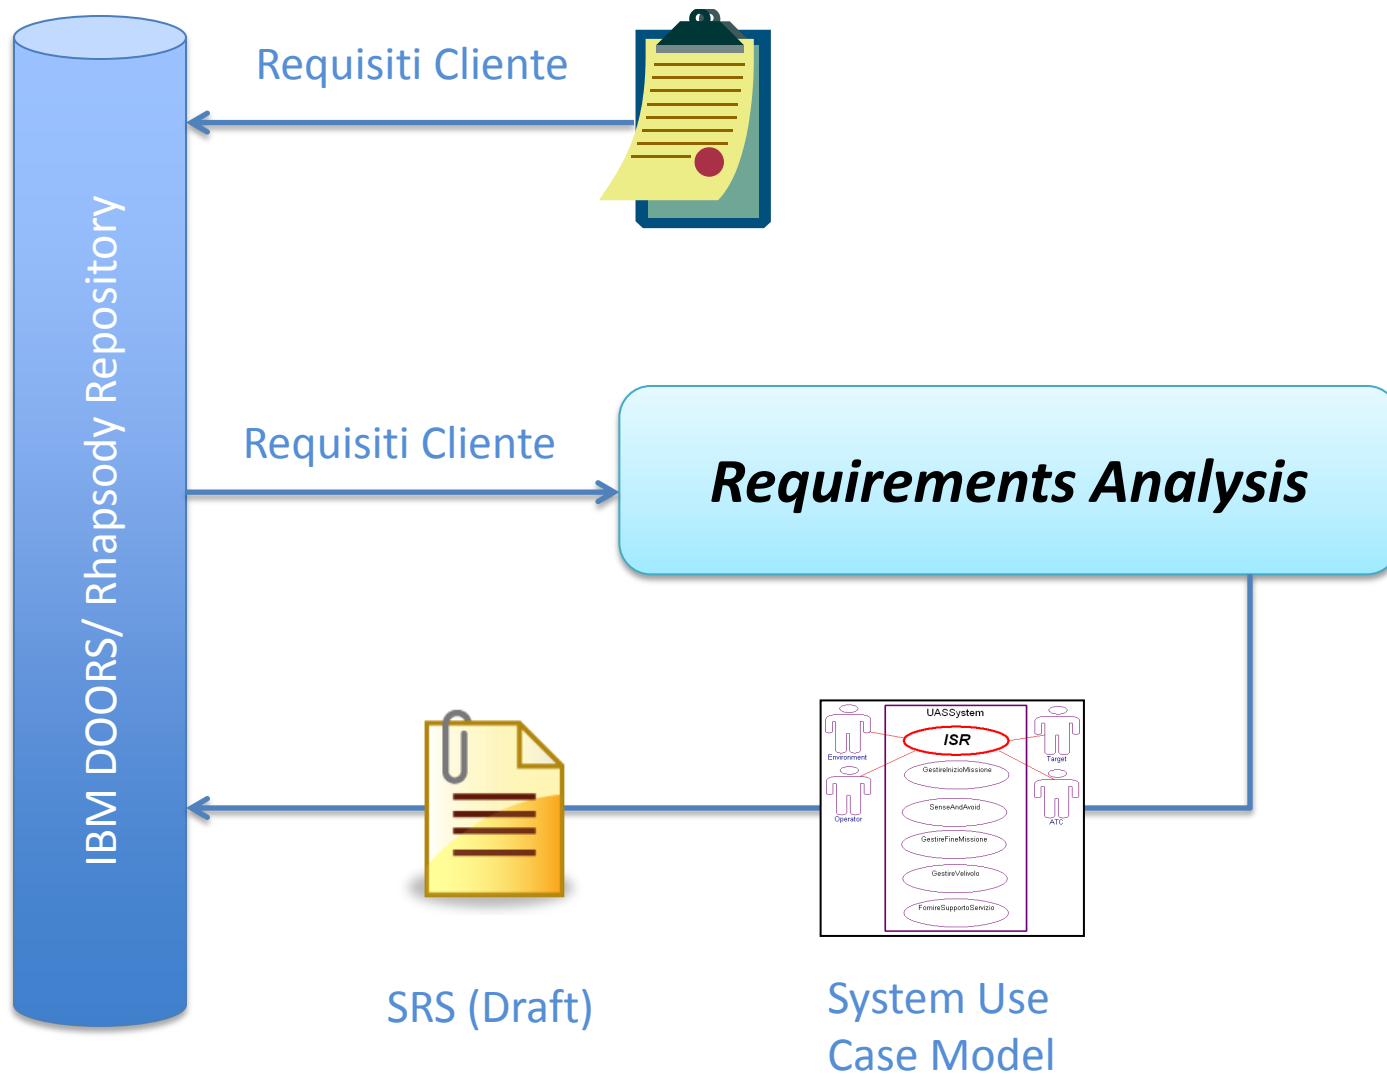 Requisiti Cliente
IBM DOORS/ Rhapsody Repository
Requisiti Cliente
Requirements Analysis
UASSystem
ISR
Environment
Target
GestireInizioMissione
Operator
SenseAndAvoid
ATC
GestireFineMissione
GestireVelivolo
FornireSupportoServizio
SRS (Draft)
System Use
Case Model